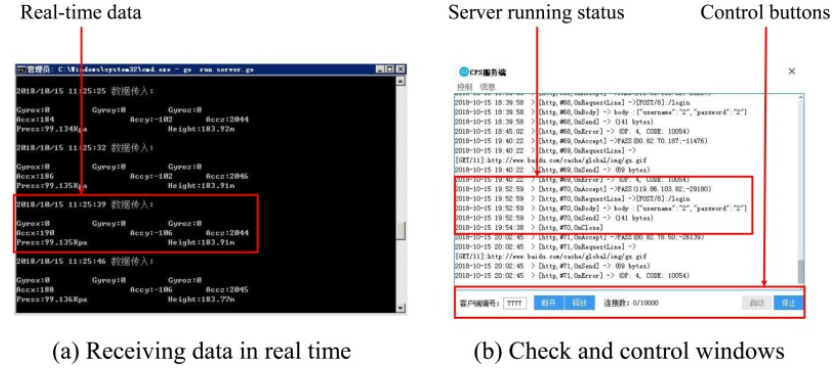 Real-time data
Server running status
Control buttons
管理员: C:\Windows\system32\cmd.exe - go run server.go
2018/10/15 11:25:25 数据传入:
Gyrox:0 Gyroy:0 Gyroz:0
Accx:184 Accy:-102 Accz:2044
Press:99.134Kpa Height:183.92m
2018/10/15 11:25:32 数据传入:
Gyrox:0 Gyroy:0 Gyroz:0
Accx:186 Accy:-102 Accz:2046
Press:99.135Kpa Height:183.91m
2018/10/15 11:25:39 数据传入:
Gyrox:0 Gyroy:0 Gyroz:0
Accx:190 Accy:-106 Accz:2044
Press:99.135Kpa Height:183.91m
2018/10/15 11:25:46 数据传入:
Gyrox:0 Gyroy:0 Gyroz:0
Accx:188 Accy:-106 Accz:2045
Press:99.136Kpa Height:183.77m
CPS服务端
控制 信息
2018-10-15 18:39:58 > [http,#68,OnRequestLine] ->[POST/8]:/login
2018-10-15 18:39:58 > [http,#68,OnBody] -> body :["username":"2","password":"2"}
2018-10-15 18:39:58 > [http,#68,OnSend] -> (141 bytes)
2018-10-15 18:45:02 > [http,#68,OnError] -> (OP: 4, CODE: 10054)
2018-10-15 19:40:22 > [http,#69,OnAccept] ->PASS(80.82.70.187;-11476)
2018-10-15 19:40:22 > [http,#69,OnRequestLine] ->
[GET/11]:http://www.baidu.com/cache/global/img/gs.gif
2018-10-15 19:40:22 > [http,#69,OnSend] -> (69 bytes)
2018-10-15 19:40:22 > [http,#69,OnError] -> (OP: 4, CODE: 10054)
2018-10-15 19:52:59 > [http,#70,OnAccept] ->PASS(119.86.103.82;-29180)
2018-10-15 19:52:59 > [http,#70,OnRequestLine] ->[POST/8]:/login
2018-10-15 19:52:59 > [http,#70,OnBody] -> body :["username":"2","password":"2"}
2018-10-15 19:52:59 > [http,#70,OnSend] -> (141 bytes)
2018-10-15 19:54:38 > [http,#70,OnClose]
2018-10-15 20:02:45 > [http,#71,OnAccept] ->PASS(80.82.78.50;-26139)
2018-10-15 20:02:45 > [http,#71,OnRequestLine] ->
[GET/11]:http://www.baidu.com/cache/global/img/gs.gif
2018-10-15 20:02:45 > [http,#71,OnSend] -> (69 bytes)
2018-10-15 20:02:45 > [http,#71,OnError] -> (OP: 4, CODE: 10054)
客户端编号: 7777 断开 连接数: 0/10000 启动 停止
(a) Receiving data in real time
(b) Check and control windows